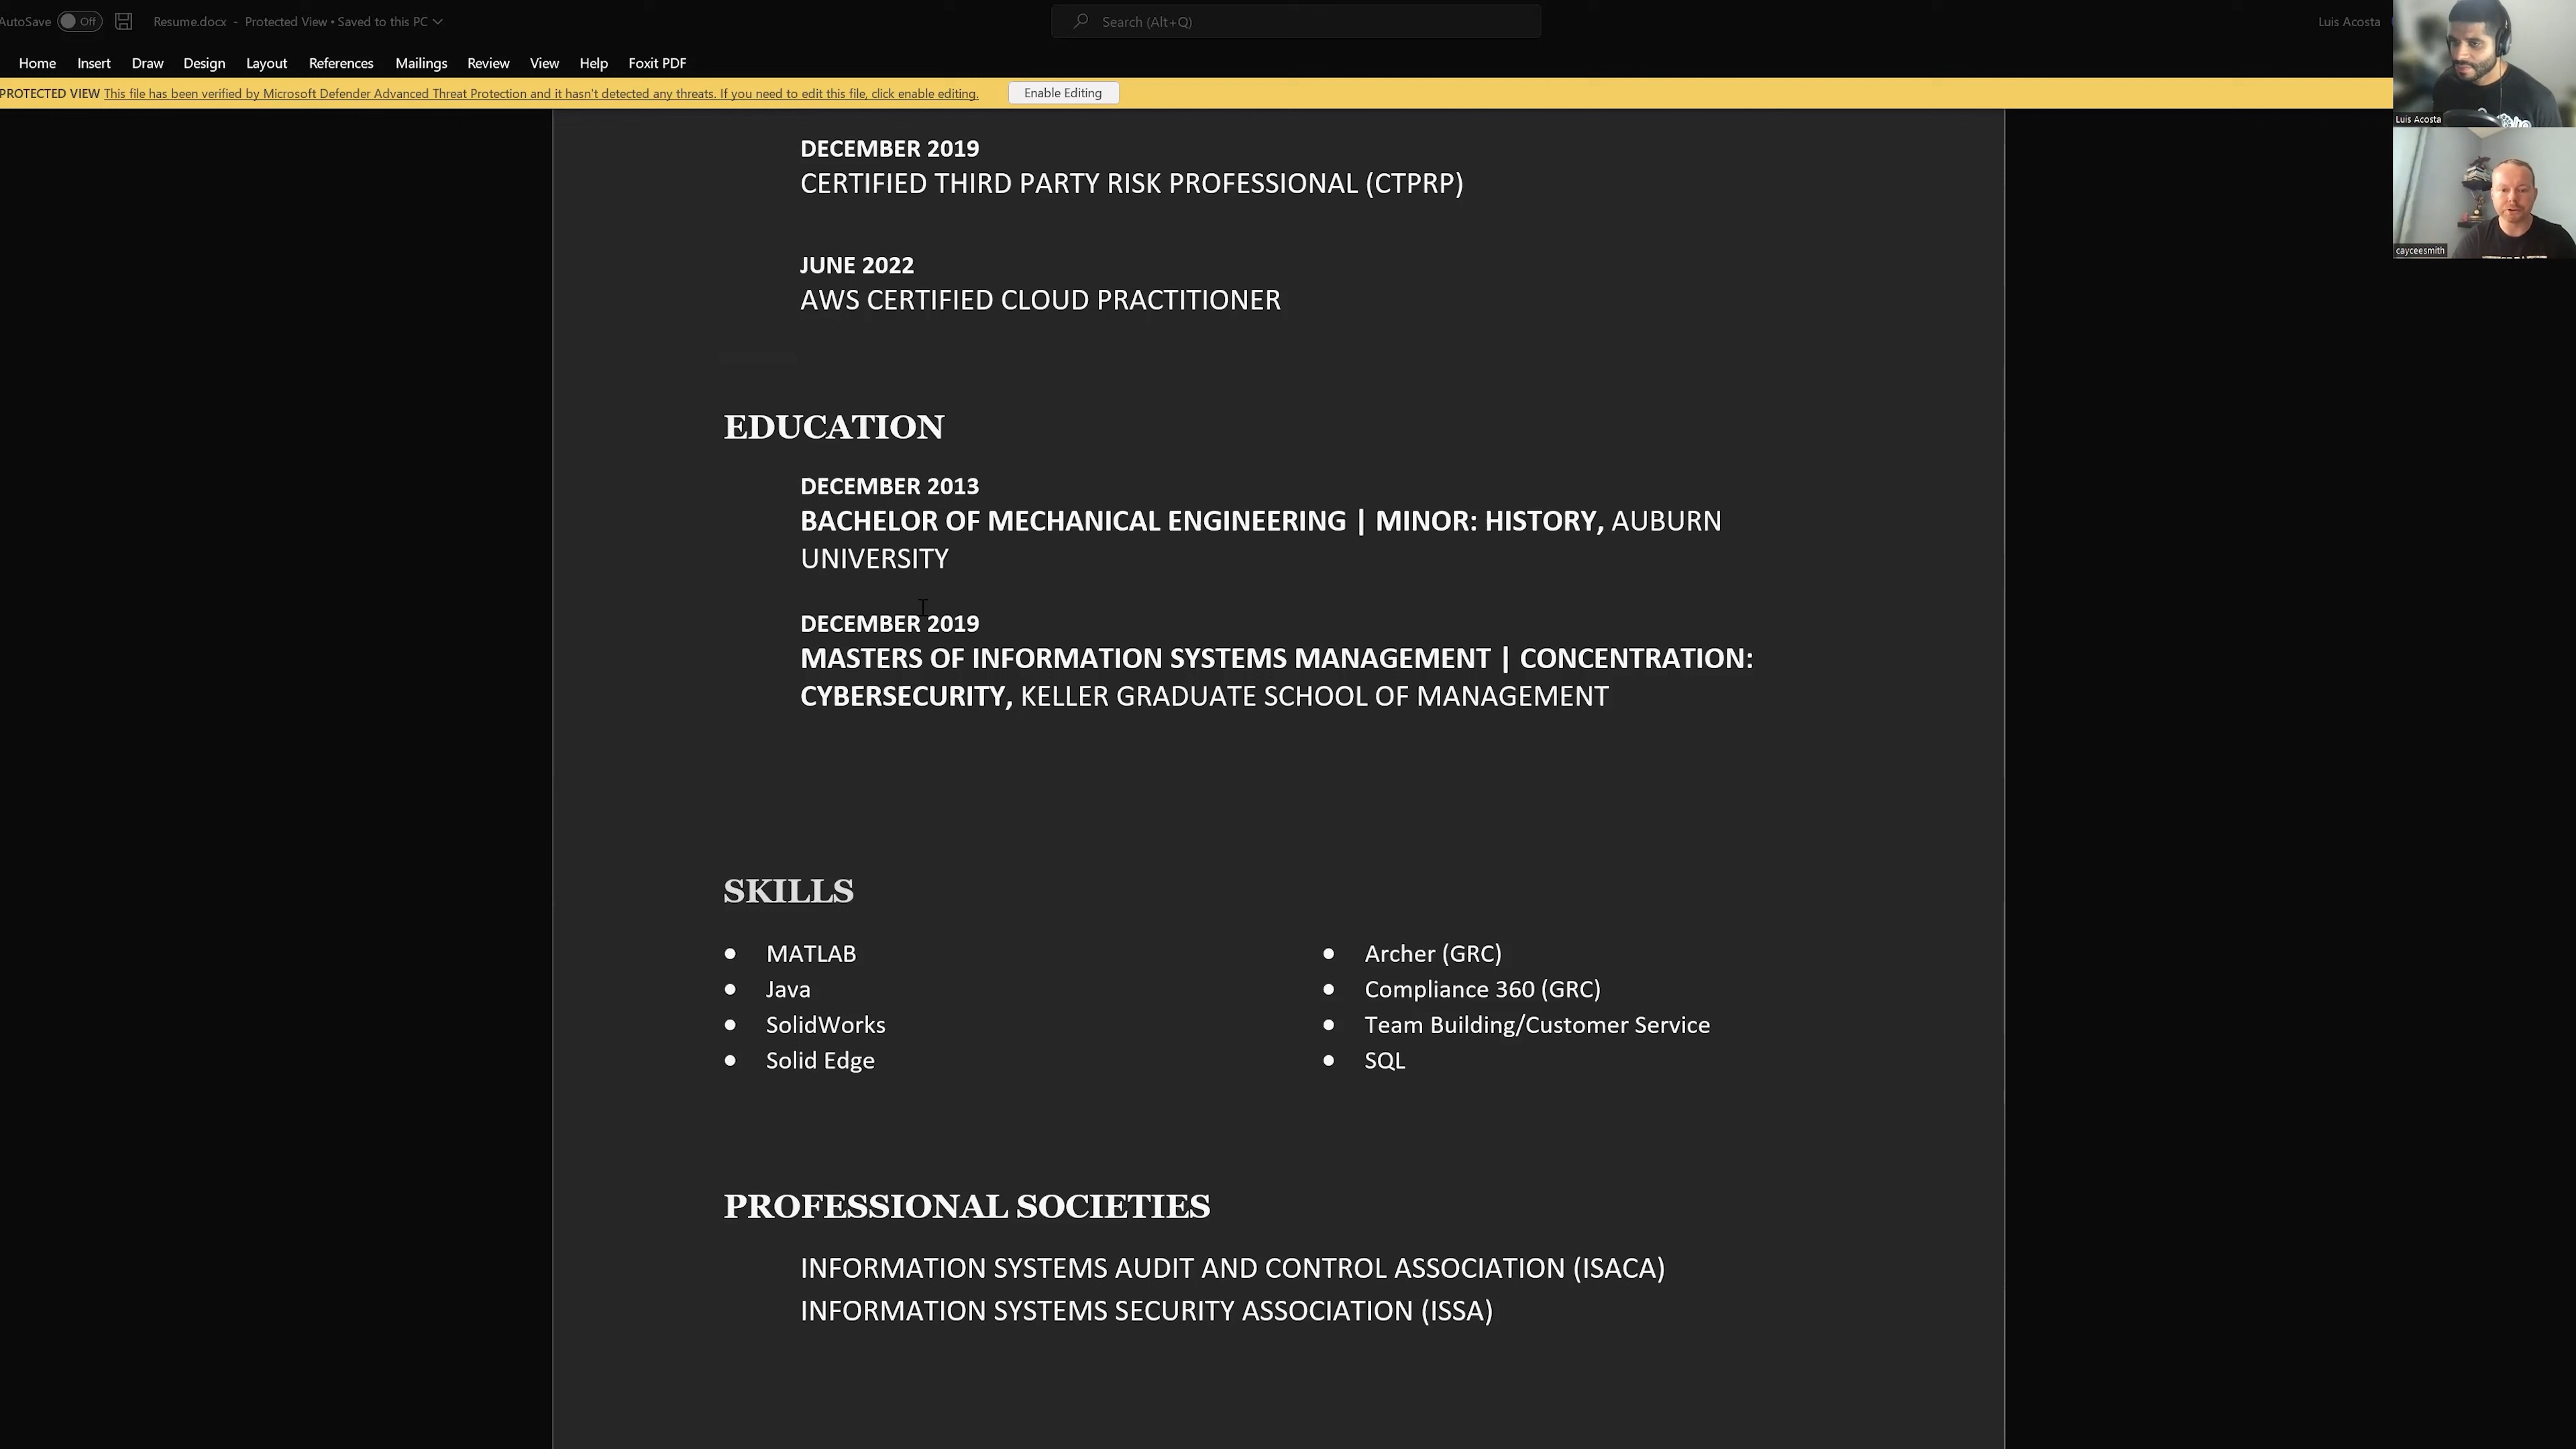 AutoSave Off Resume.docx - Protected View • Saved to this PC Search (Alt+Q) Luis Acosta
Home Insert Draw Design Layout References Mailings Review View Help Foxit PDF
PROTECTED VIEW This file has been verified by Microsoft Defender Advanced Threat Protection and it hasn't detected any threats. If you need to edit this file, click enable editing. Enable Editing
Luis Acosta
cayceesmith
DECEMBER 2019
CERTIFIED THIRD PARTY RISK PROFESSIONAL (CTPRP)
JUNE 2022
AWS CERTIFIED CLOUD PRACTITIONER
EDUCATION
DECEMBER 2013
BACHELOR OF MECHANICAL ENGINEERING | MINOR: HISTORY, AUBURN
UNIVERSITY
DECEMBER 2019
MASTERS OF INFORMATION SYSTEMS MANAGEMENT | CONCENTRATION:
CYBERSECURITY, KELLER GRADUATE SCHOOL OF MANAGEMENT
SKILLS
• MATLAB
• Java
• SolidWorks
• Solid Edge
• Archer (GRC)
• Compliance 360 (GRC)
• Team Building/Customer Service
• SQL
PROFESSIONAL SOCIETIES
INFORMATION SYSTEMS AUDIT AND CONTROL ASSOCIATION (ISACA)
INFORMATION SYSTEMS SECURITY ASSOCIATION (ISSA)